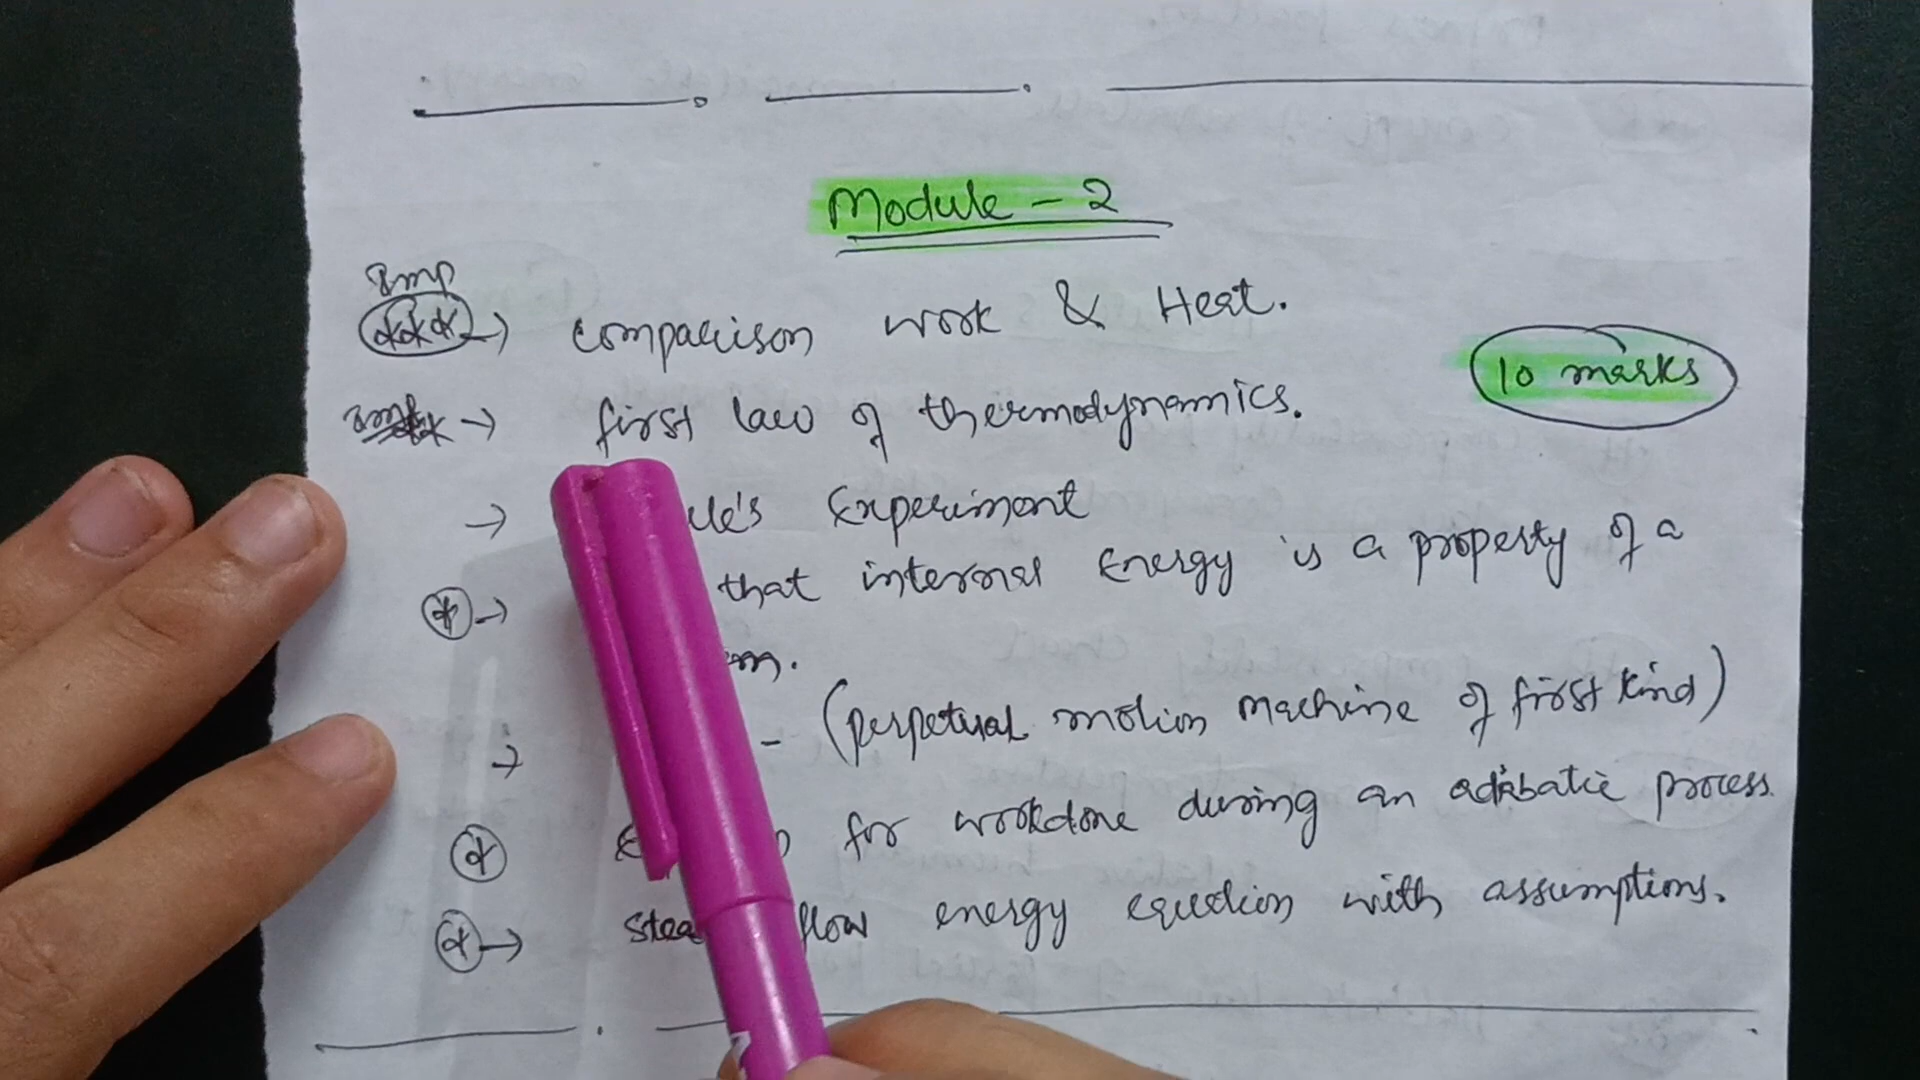 Module - 2
Imp
→ comparison work & Heat.
10 marks
Imp → first law of thermodynamics.
→ ule's Experiment
→ that internal Energy is a property of a
em.
→ - (perpetual motion machine of first kind)
for workdone during an adiabatic process.
→ stea flow energy equation with assumptions.